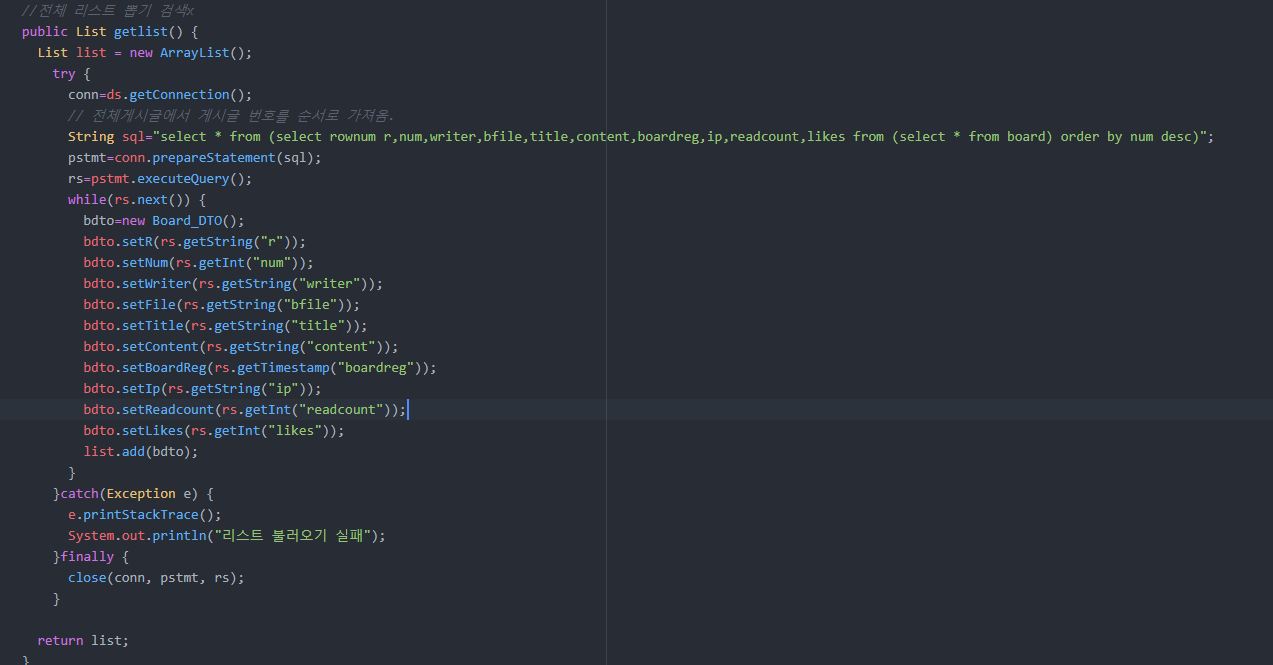 //전체 리스트 뽑기 검색x
public List getlist() {
List list = new ArrayList();
try {
conn=ds.getConnection();
// 전체게시글에서 게시글 번호를 순서로 가져옴.
String sql="select * from (select rownum r,num,writer,bfile,title,content,boardreg,ip,readcount,likes from (select * from board) order by num desc)";
pstmt=conn.prepareStatement(sql);
rs=pstmt.executeQuery();
while(rs.next()) {
bdto=new Board_DTO();
bdto.setR(rs.getString("r"));
bdto.setNum(rs.getInt("num"));
bdto.setWriter(rs.getString("writer"));
bdto.setFile(rs.getString("bfile"));
bdto.setTitle(rs.getString("title"));
bdto.setContent(rs.getString("content"));
bdto.setBoardReg(rs.getTimestamp("boardreg"));
bdto.setIp(rs.getString("ip"));
bdto.setReadcount(rs.getInt("readcount"));
bdto.setLikes(rs.getInt("likes"));
list.add(bdto);
}
}catch(Exception e) {
e.printStackTrace();
System.out.println("리스트 불러오기 실패");
}finally {
close(conn, pstmt, rs);
}
return list;
}